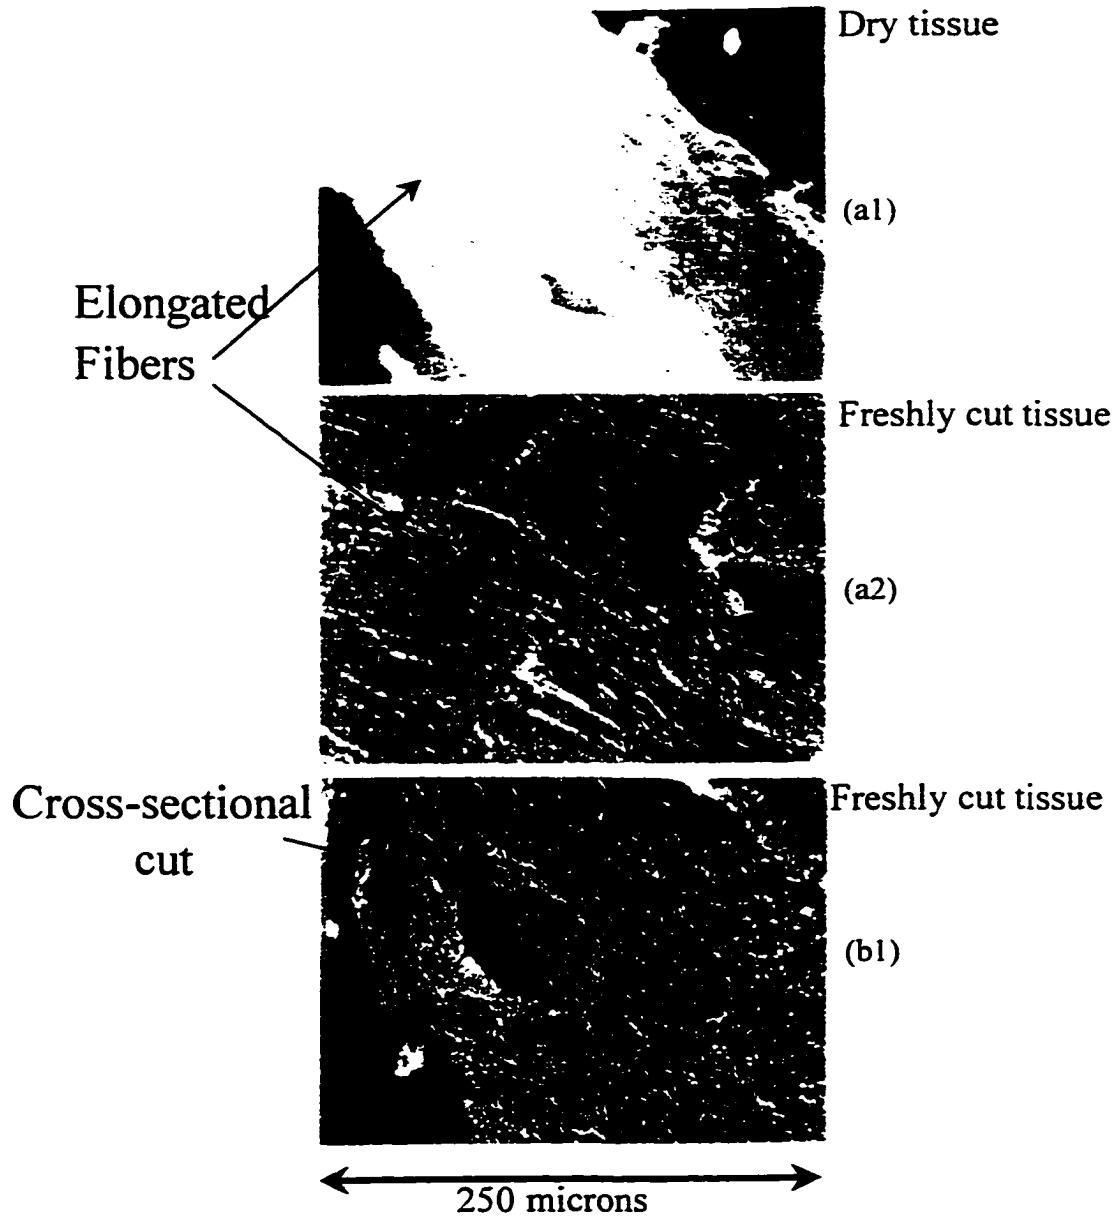 Dry tissue
(a1)
Elongated
Fibers
Freshly cut tissue
(a2)
Cross-sectional
cut
Freshly cut tissue
(b1)
250 microns